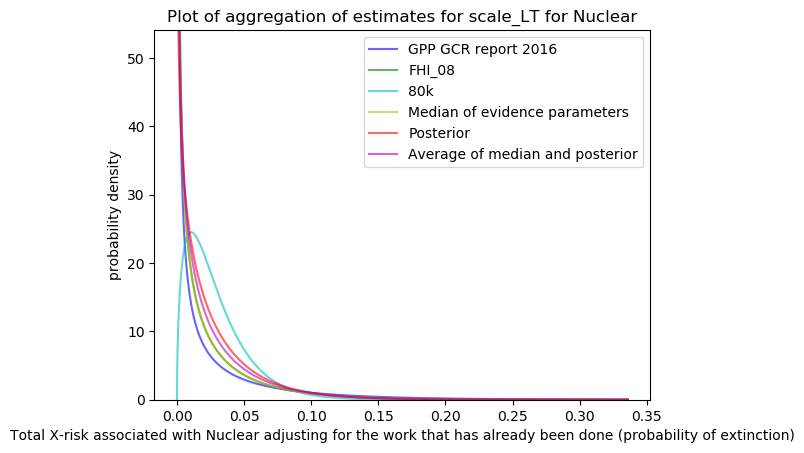 Plot of aggregation of estimates for scale_LT for Nuclear
GPP GCR report 2016
FHI_08
80k
Median of evidence parameters
Posterior
Average of median and posterior
probability density
50
40
30
20
10
0
0.00 0.05 0.10 0.15 0.20 0.25 0.30 0.35
Total X-risk associated with Nuclear adjusting for the work that has already been done (probability of extinction)